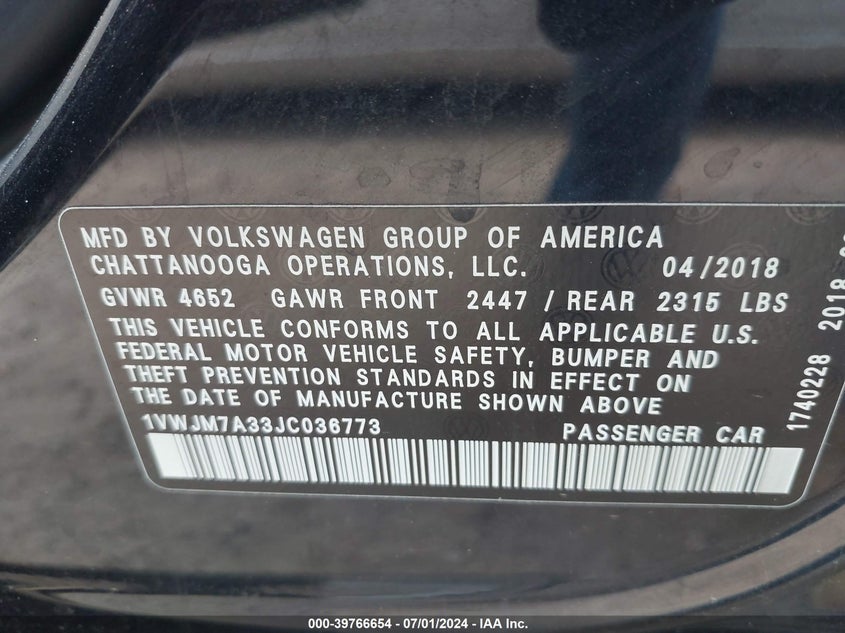 MFD BY VOLKSWAGEN GROUP OF AMERICA
CHATTANOOGA OPERATIONS, LLC. 04/2018
GVWR 4652 GAWR FRONT 2447 / REAR 2315 LBS
THIS VEHICLE CONFORMS TO ALL APPLICABLE U.S.
FEDERAL MOTOR VEHICLE SAFETY, BUMPER AND
THEFT PREVENTION STANDARDS IN EFFECT ON
THE DATE OF MANUFACTURE SHOWN ABOVE
1VWJM7A33JC036773 PASSENGER CAR
1740228 2018
000-39766654 / 07/01/2024 - IAA Inc.